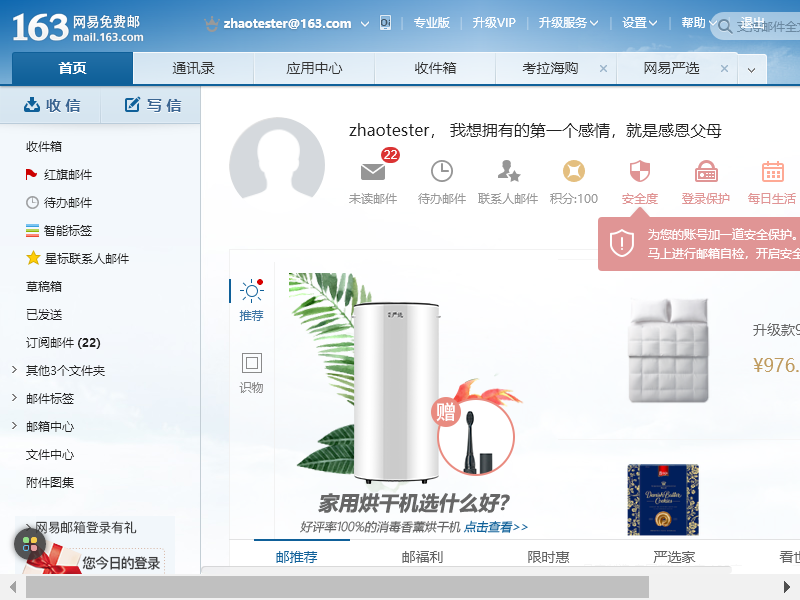 163 网易免费邮
mail.163.com
zhaotester@163.com
专业版 升级VIP 升级服务 设置 帮助 退出
首页 通讯录 应用中心 收件箱 考拉海购 网易严选
收信 写信
收件箱
红旗邮件
待办邮件
智能标签
星标联系人邮件
草稿箱
已发送
订阅邮件 (22)
其他3个文件夹
邮件标签
邮箱中心
文件中心
附件图集
网易邮箱登录有礼
您今日的登录
zhaotester， 我想拥有的第一个感情，就是感恩父母
22
未读邮件 待办邮件 联系人邮件 积分:100 安全度 登录保护 每日生活
为您的账号加一道安全保护。
马上进行邮箱自检，开启安全
推荐
识物
赠
家用烘干机选什么好?
好评率100%的消毒香薰烘干机 点击查看>>
升级款9
¥976.
Danish Butter
Cookies
邮推荐 邮福利 限时惠 严选家 看世